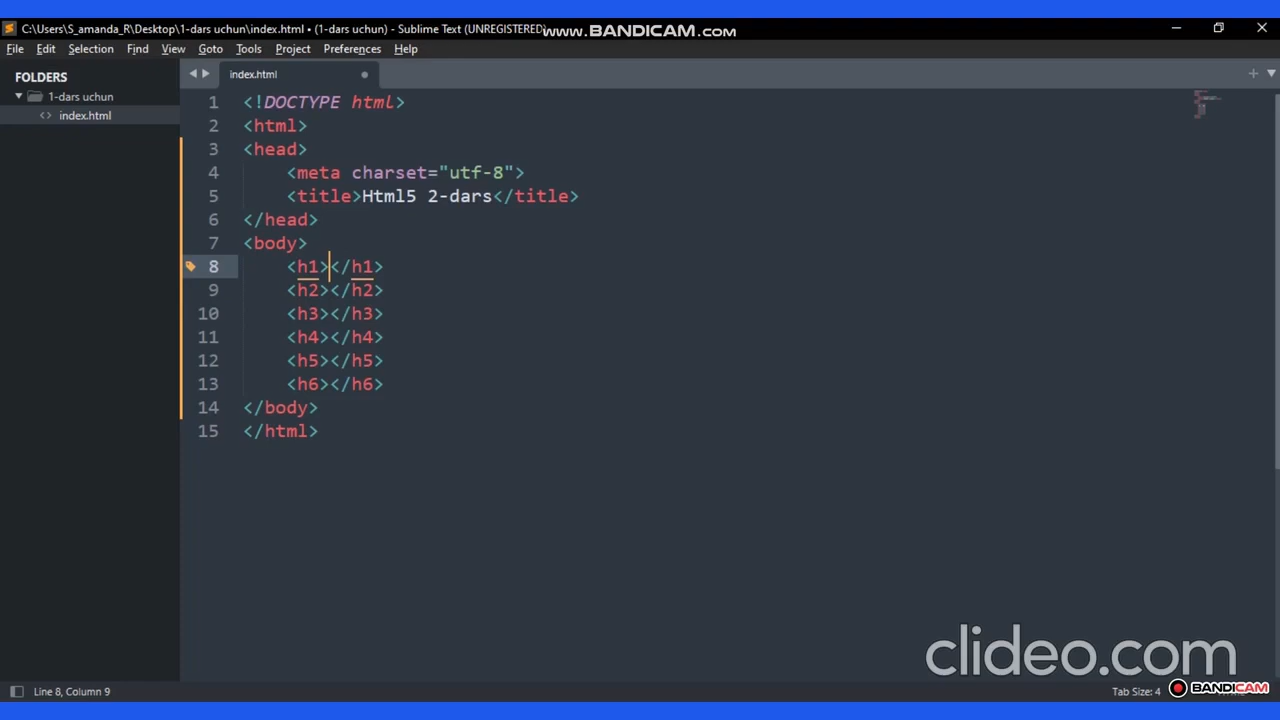 C:\Users\S_amanda_R\Desktop\1-dars uchun\index.html • (1-dars uchun) - Sublime Text (UNREGISTERED)
www.BANDICAM.com
File Edit Selection Find View Goto Tools Project Preferences Help
FOLDERS
1-dars uchun
index.html
index.html
1 <!DOCTYPE html>
2 <html>
3 <head>
4 <meta charset="utf-8">
5 <title>Html5 2-dars</title>
6 </head>
7 <body>
8 <h1></h1>
9 <h2></h2>
10 <h3></h3>
11 <h4></h4>
12 <h5></h5>
13 <h6></h6>
14 </body>
15 </html>
clideo.com
Line 8, Column 9
Tab Size: 4
BANDICAM